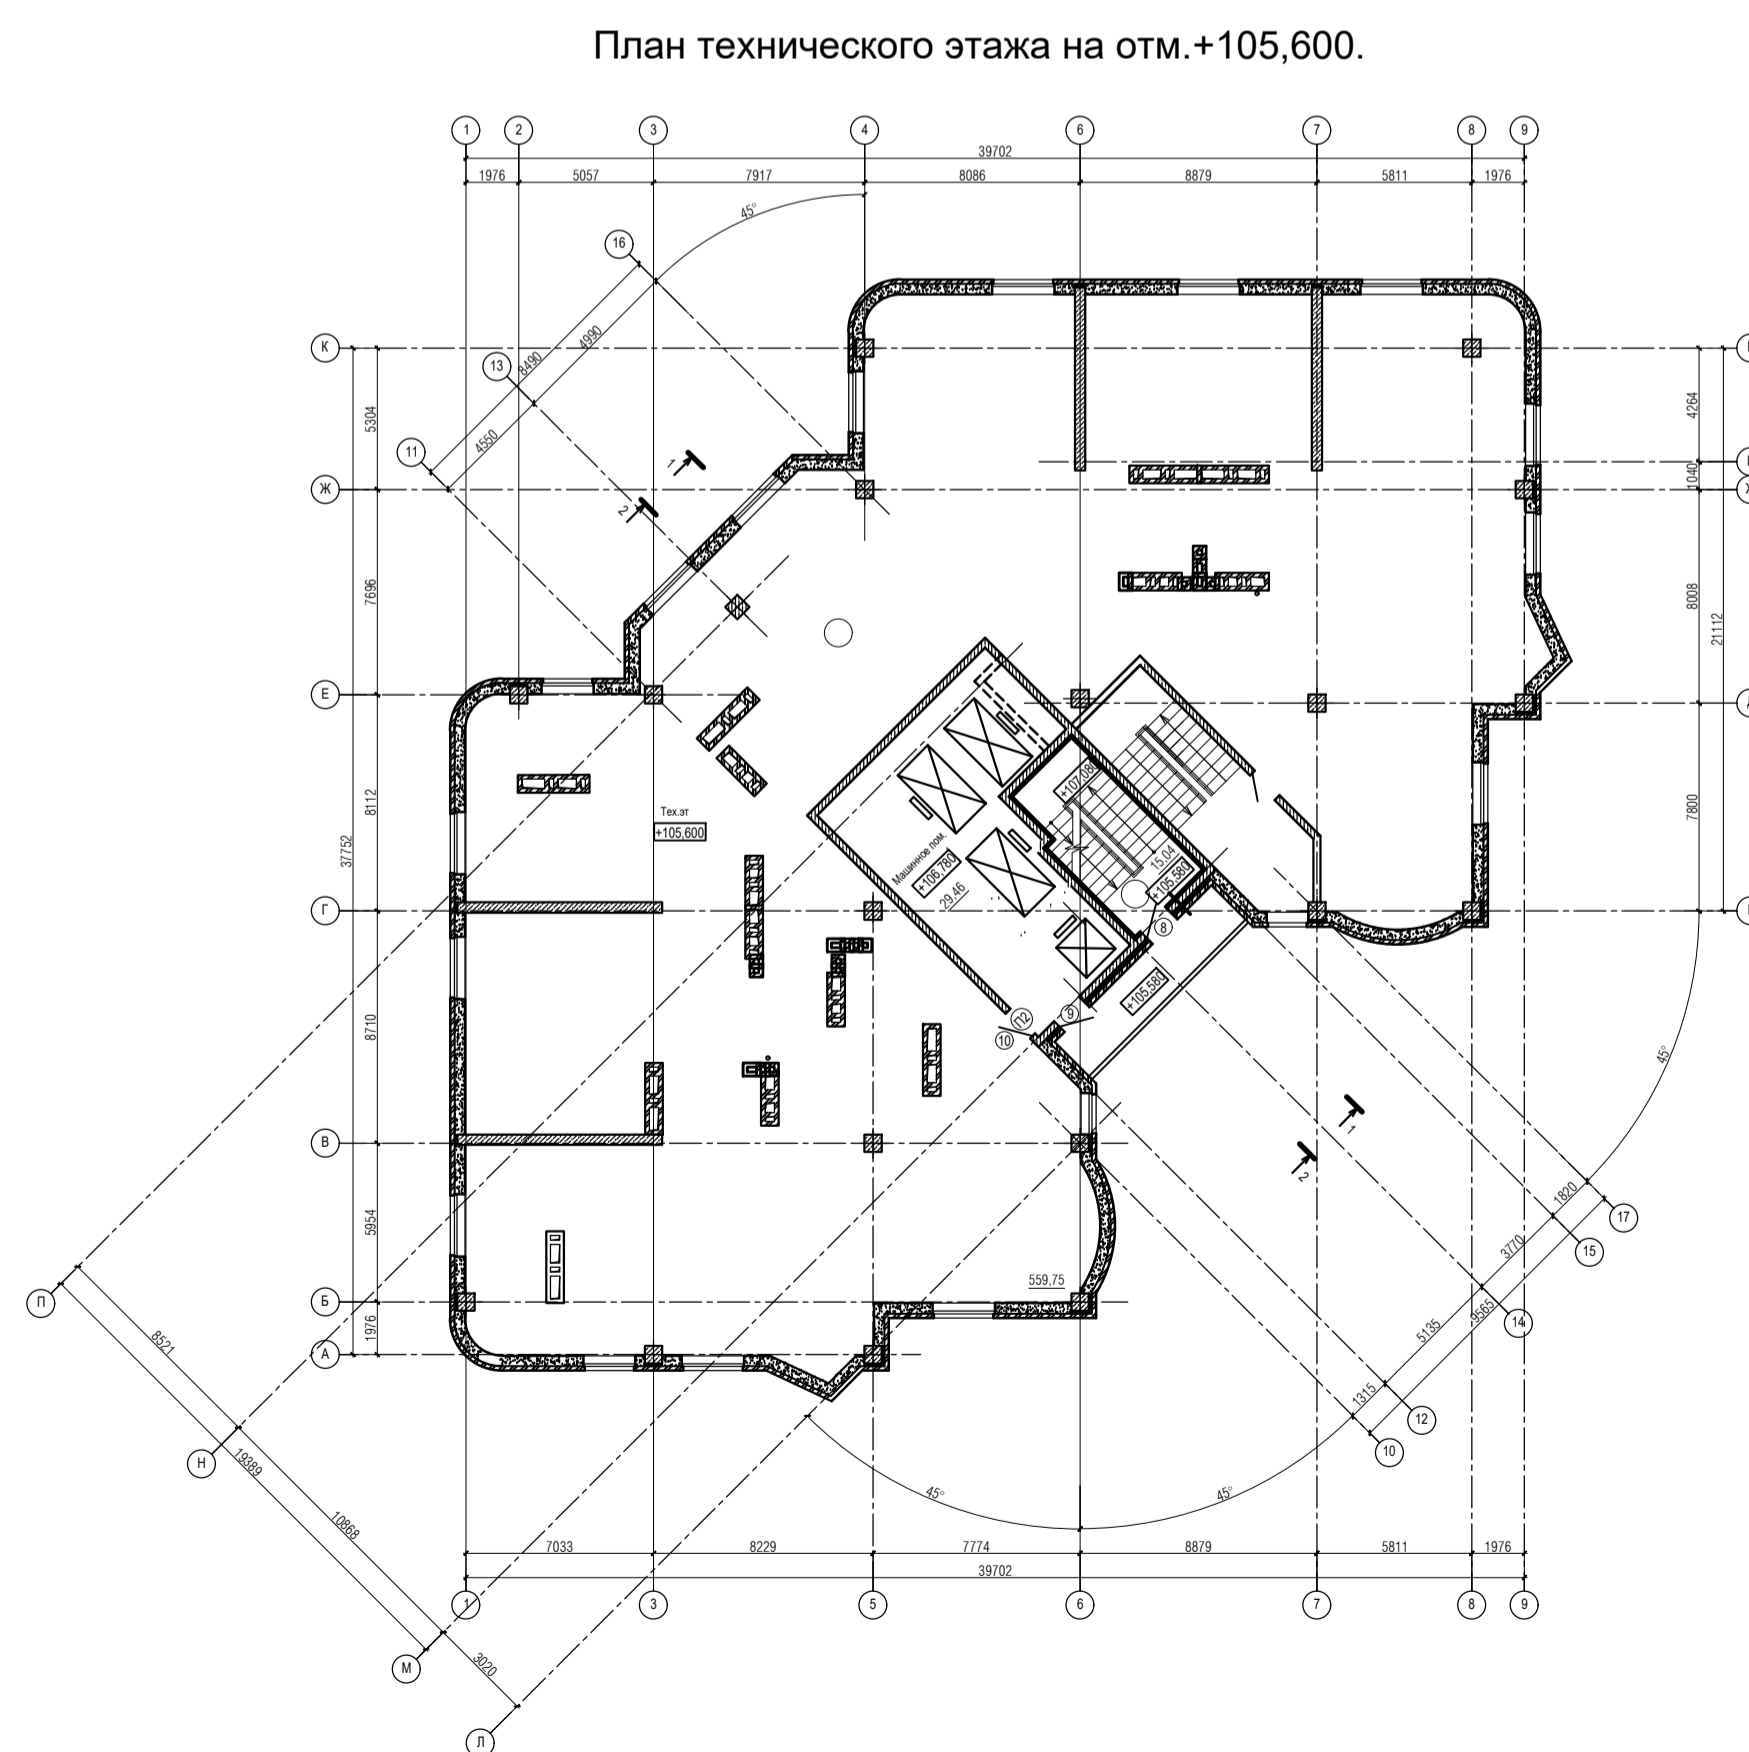 План технического этажа на отм.+105,600.
1 2 3 4 6 7 8 9
39702
1976 5057 7917 8086 8879 5811 1976
45°
16
4990
8490
13
4550
11
К
Ж
Е
Г
В
Б
А
5304
7696
8112
37752
8710
5954
1976
4264
1040
8008
21112
7800
1
2
Тех.эт
+105,600
Машинное пом.
+106,780
29.46
+107,080
15.04
+105,580
8
+105,580
9
П2
10
559,75
1
2
45°
1820
17
3770
15
14
9565
5135
1315
12
10
45°
45°
П
8521
Н
19389
10868
М
3020
Л
7033 8229 7774 8879 5811 1976
39702
1 3 5 6 7 8 9